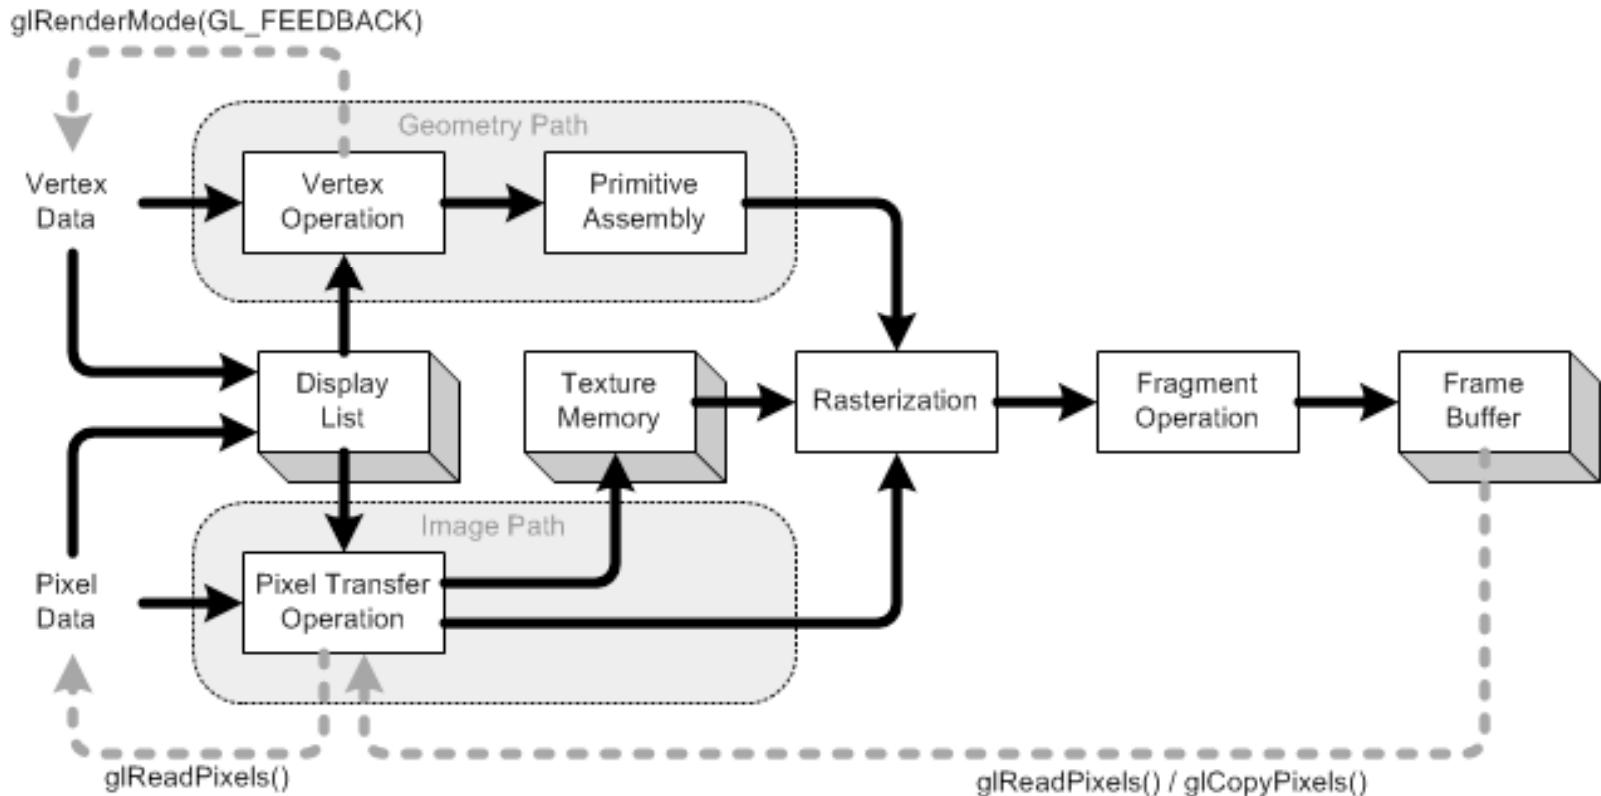 glRenderMode(GL_FEEDBACK)
Geometry Path
Vertex
Data
Vertex
Operation
Primitive
Assembly
Display
List
Texture
Memory
Rasterization
Fragment
Operation
Frame
Buffer
Image Path
Pixel
Data
Pixel Transfer
Operation
glReadPixels()
glReadPixels() / glCopyPixels()